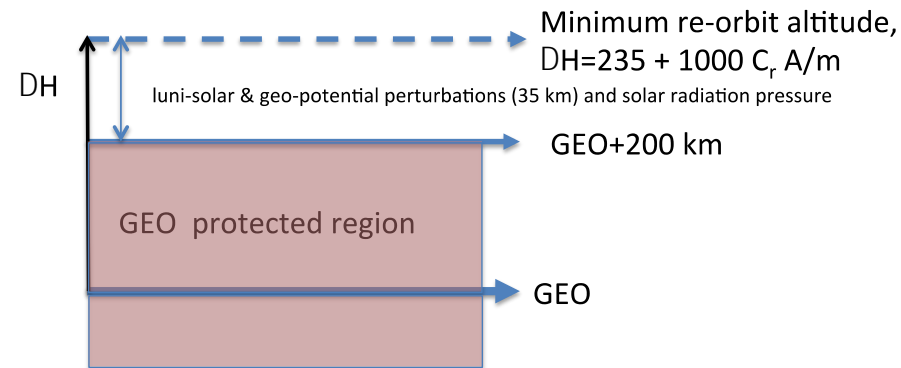 Minimum re-orbit altitude,
DH=235 + 1000 Cr A/m
DH
luni-solar & geo-potential perturbations (35 km) and solar radiation pressure
GEO+200 km
GEO protected region
GEO